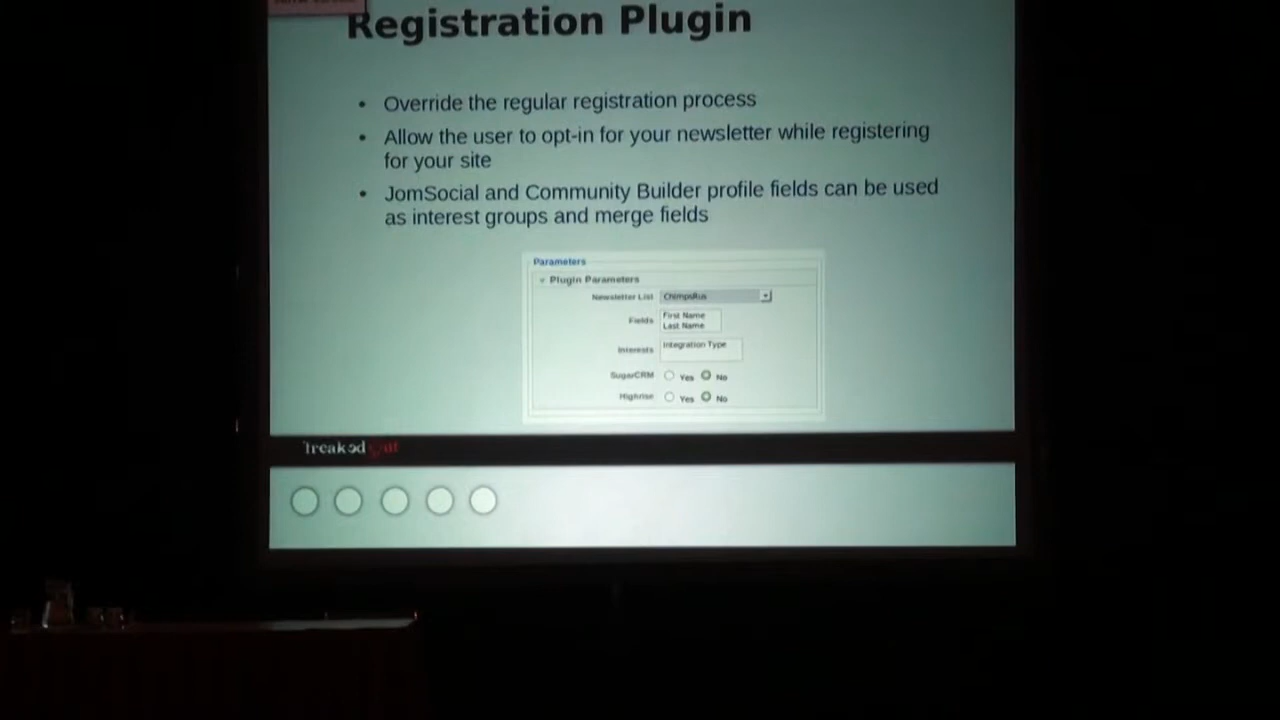 Registration Plugin
• Override the regular registration process
• Allow the user to opt-in for your newsletter while registering
for your site
• JomSocial and Community Builder profile fields can be used
as interest groups and merge fields
Parameters
Plugin Parameters
Newsletter List ChimpsRus
Fields First Name
Last Name
Interests Integration Type
SugarCRM Yes No
Highrise Yes No